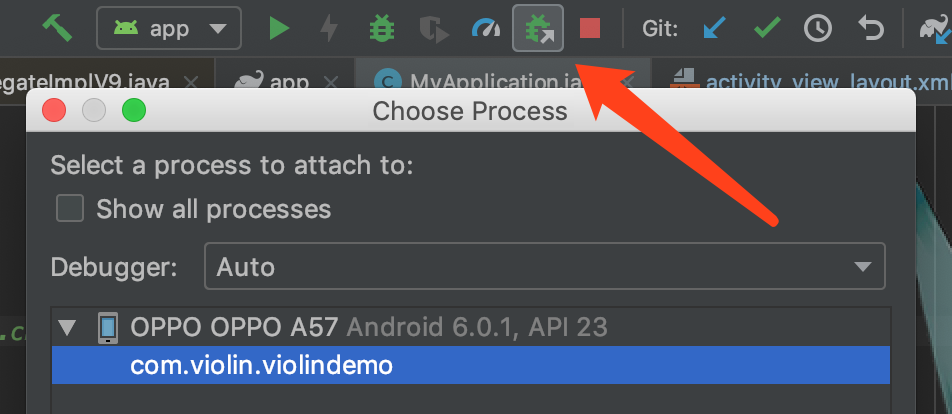 app
Git:
egateImplV9.java
app
MyApplication.ja
activity_view_layout.xml
Choose Process
Select a process to attach to:
Show all processes
Debugger: Auto
OPPO OPPO A57 Android 6.0.1, API 23
.c
com.violin.violindemo